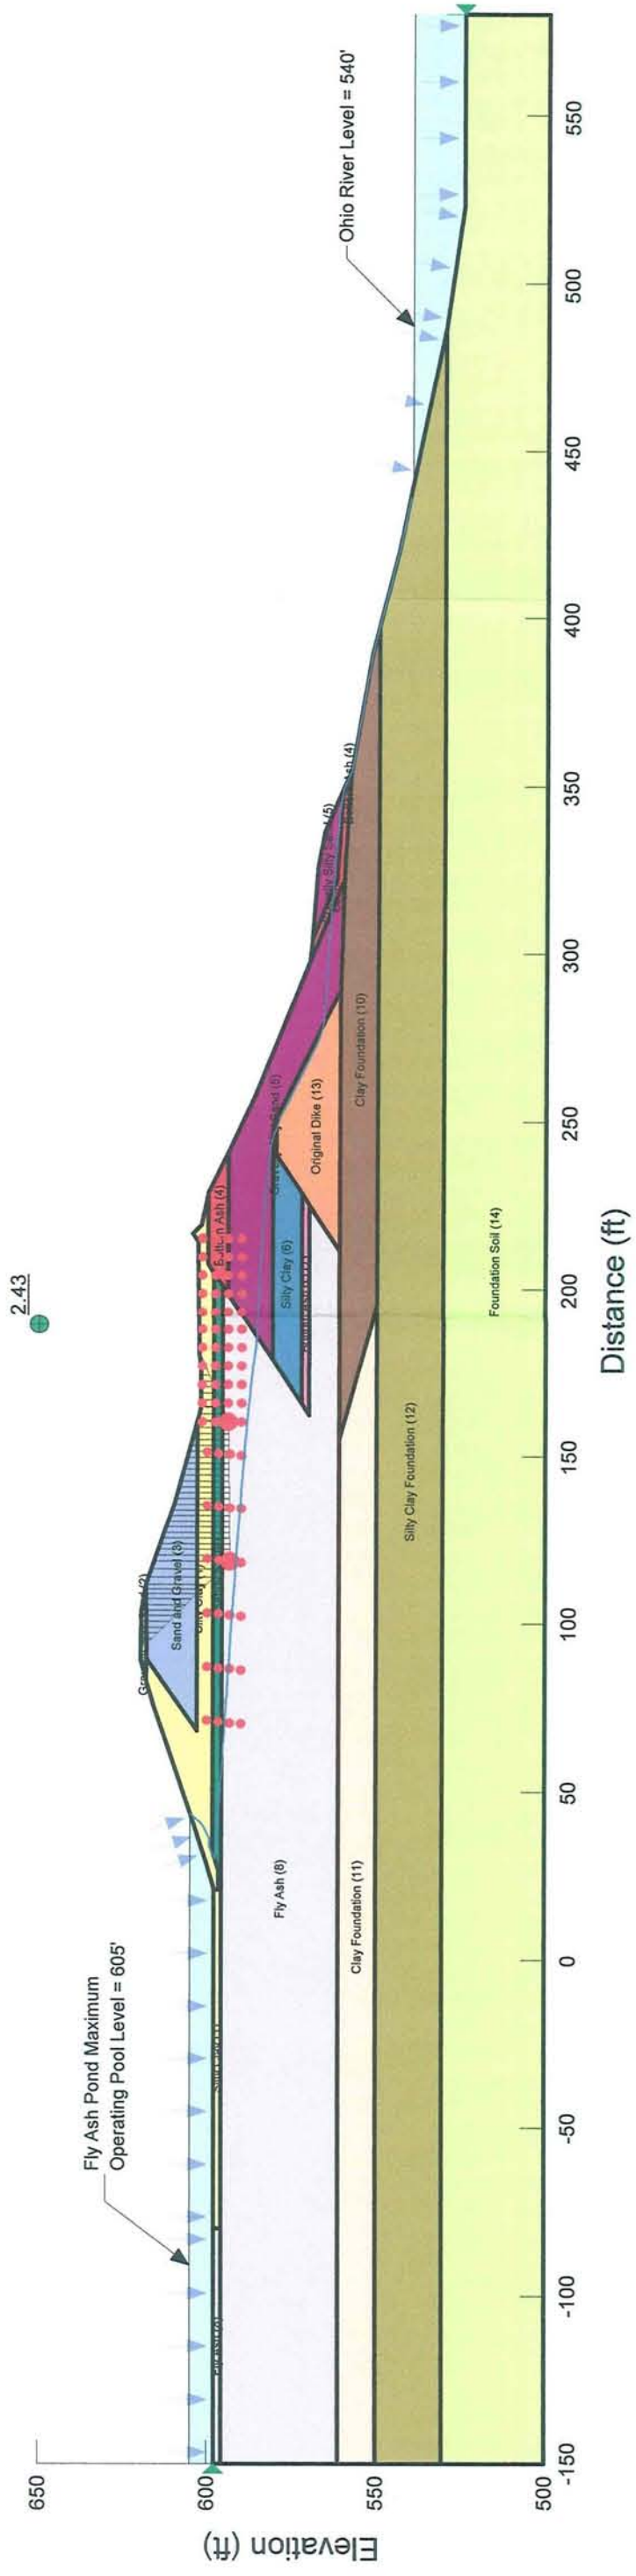 2.43
Fly Ash Pond Maximum
Operating Pool Level = 605'
Ohio River Level = 540'
Sand and Gravel (3)
Bottom Ash (4)
Silty Clay (6)
Original Dike (13)
Clay Foundation (10)
Fly Ash (8)
Clay Foundation (11)
Silty Clay Foundation (12)
Foundation Soil (14)
Elevation (ft)
650
600
550
500
-150
-100
-50
0
50
100
150
200
250
300
350
400
450
500
550
Distance (ft)